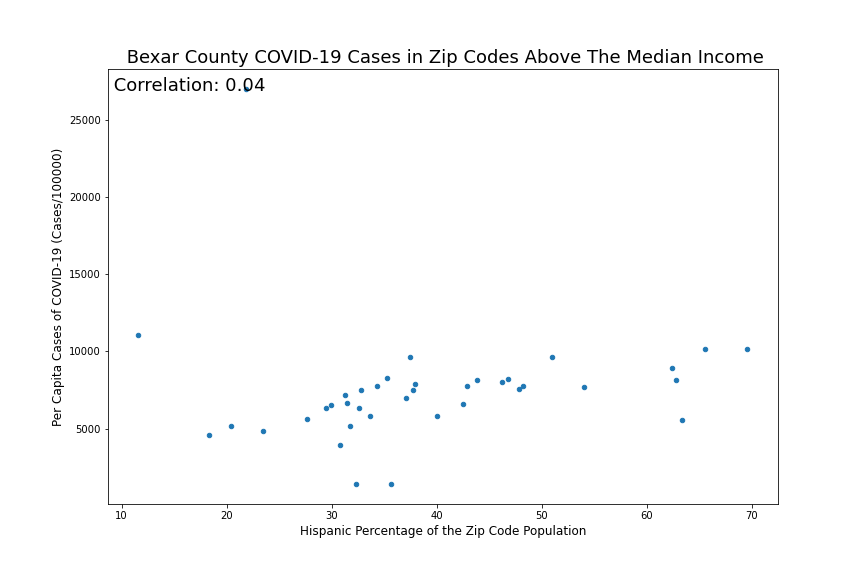 Bexar County COVID-19 Cases in Zip Codes Above The Median Income
Correlation: 0.04
Per Capita Cases of COVID-19 (Cases/100000)
25000
20000
15000
10000
5000
10 20 30 40 50 60 70
Hispanic Percentage of the Zip Code Population